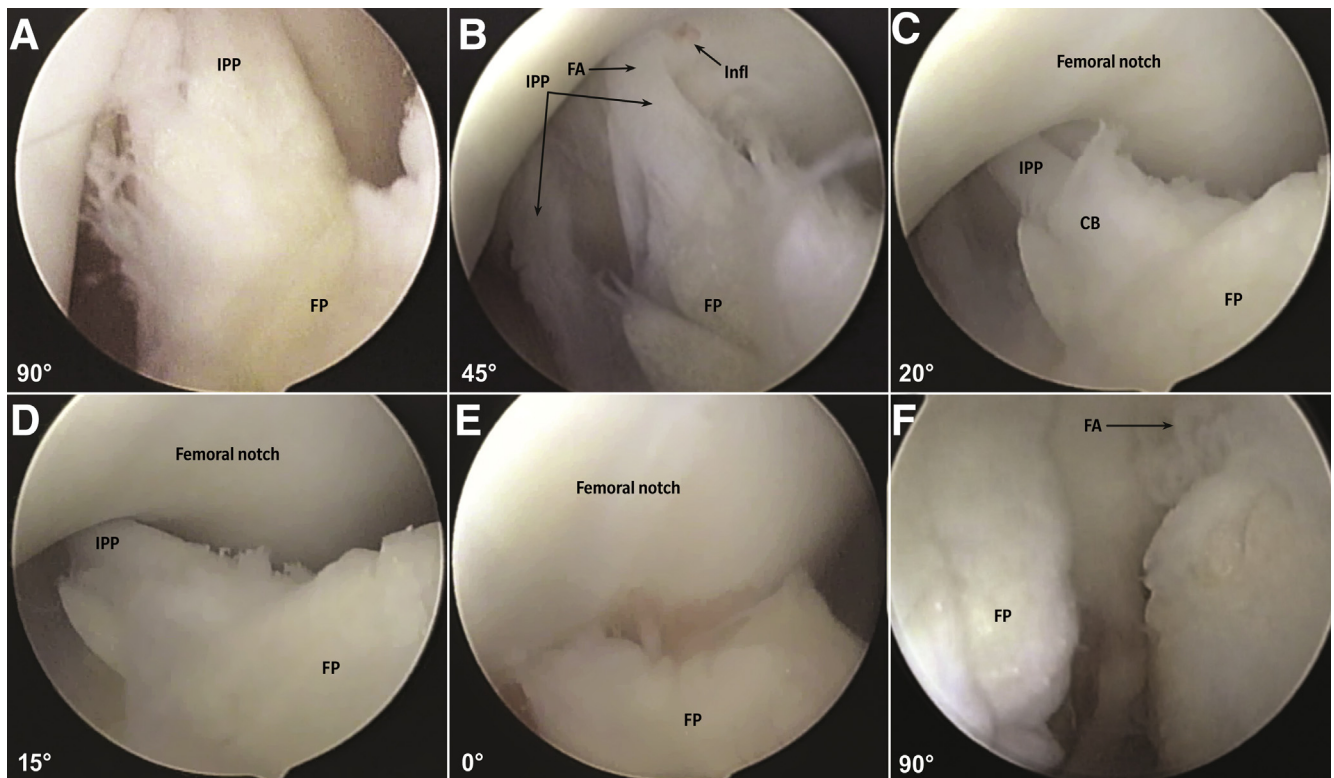 A
IPP
FP
90°
B
FA
Infl
IPP
FP
45°
C
Femoral notch
IPP
CB
FP
20°
D
Femoral notch
IPP
FP
15°
E
Femoral notch
FP
0°
F
FA
FP
90°